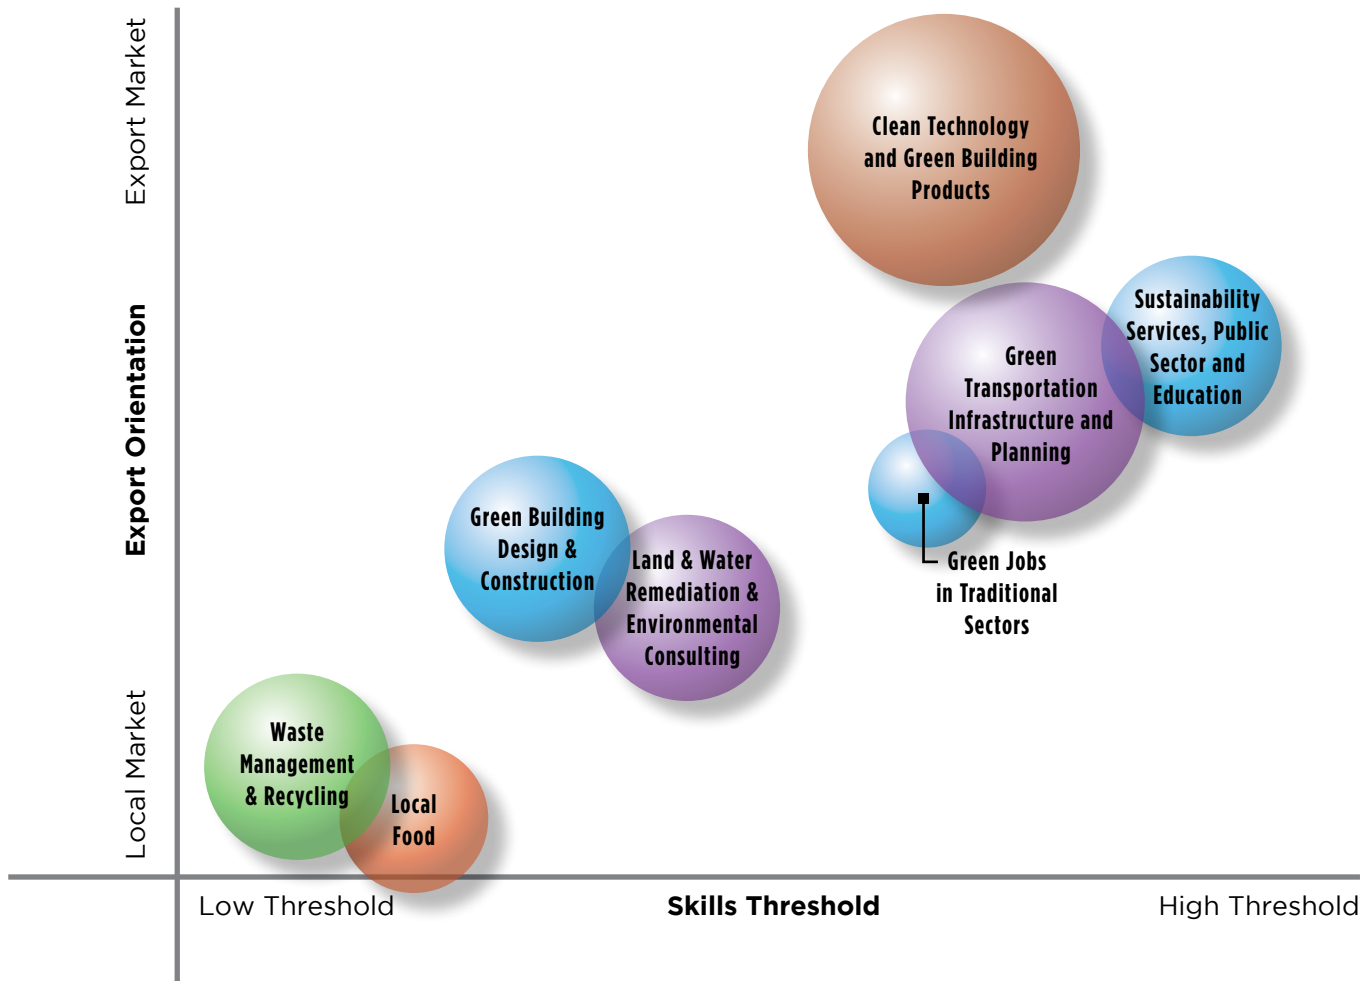 Export Market
Export Orientation
Local Market
Clean Technology
and Green Building
Products
Sustainability
Services, Public
Sector and
Education
Green
Transportation
Infrastructure and
Planning
Green Jobs
in Traditional
Sectors
Green Building
Design &
Construction
Land & Water
Remediation &
Environmental
Consulting
Waste
Management
& Recycling
Local
Food
Low Threshold
Skills Threshold
High Threshold